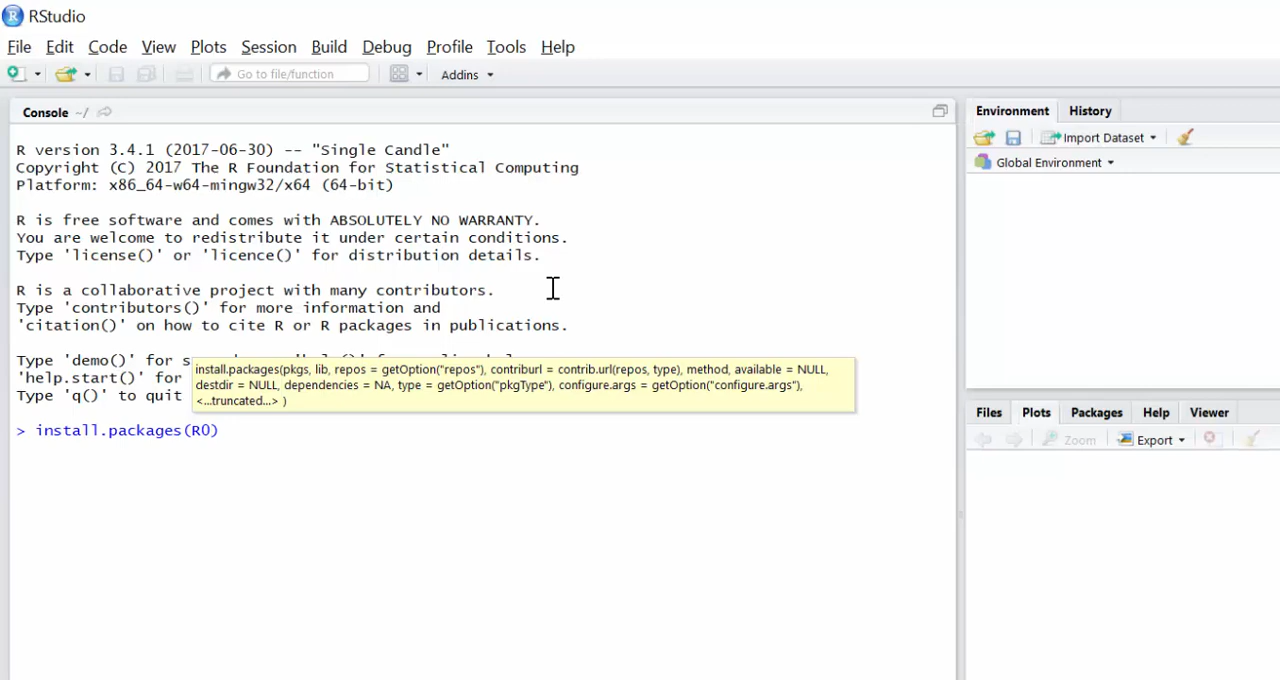 RStudio
File Edit Code View Plots Session Build Debug Profile Tools Help
Go to file/function Addins
Console ~/
R version 3.4.1 (2017-06-30) -- "Single Candle"
Copyright (C) 2017 The R Foundation for Statistical Computing
Platform: x86_64-w64-mingw32/x64 (64-bit)
R is free software and comes with ABSOLUTELY NO WARRANTY.
You are welcome to redistribute it under certain conditions.
Type 'license()' or 'licence()' for distribution details.
R is a collaborative project with many contributors.
Type 'contributors()' for more information and
'citation()' on how to cite R or R packages in publications.
Type 'demo()' for s
'help.start()' for
Type 'q()' to quit
install.packages(pkgs, lib, repos = getOption("repos"), contriburl = contrib.url(repos, type), method, available = NULL,
destdir = NULL, dependencies = NA, type = getOption("pkgType"), configure.args = getOption("configure.args"),
<...truncated...> )
> install.packages(RO)
Environment History
Import Dataset
Global Environment
Files Plots Packages Help Viewer
Zoom Export